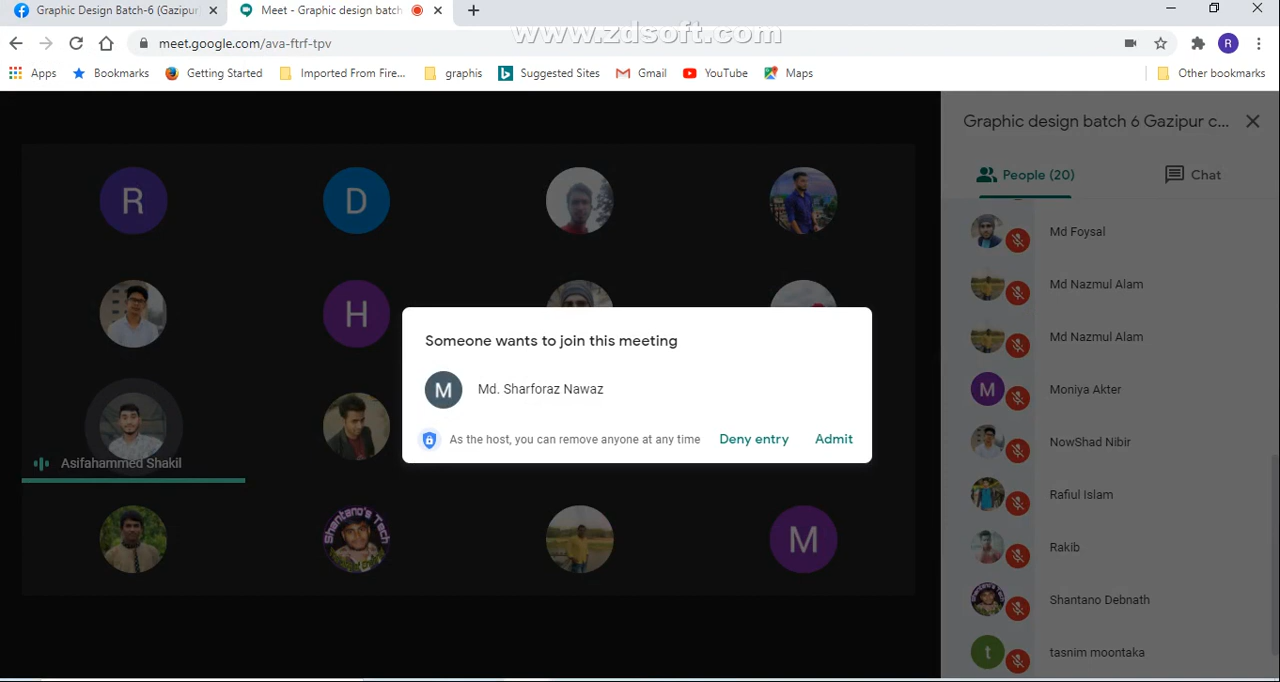 Graphic Design Batch-6 (Gazipur
Meet - Graphic design batch
www.zdsoft.com
meet.google.com/ava-ftrf-tpv
R
Apps
Bookmarks
Getting Started
Imported From Fire...
graphis
Suggested Sites
Gmail
YouTube
Maps
Other bookmarks
Graphic design batch 6 Gazipur c...
People (20)
Chat
R
D
H
Asifahammed Shakil
Shantano's Tech
M
Someone wants to join this meeting
M
Md. Sharforaz Nawaz
As the host, you can remove anyone at any time
Deny entry
Admit
Md Foysal
Md Nazmul Alam
Md Nazmul Alam
M
Moniya Akter
NowShad Nibir
Rafiul Islam
Rakib
Shantano Debnath
t
tasnim moontaka